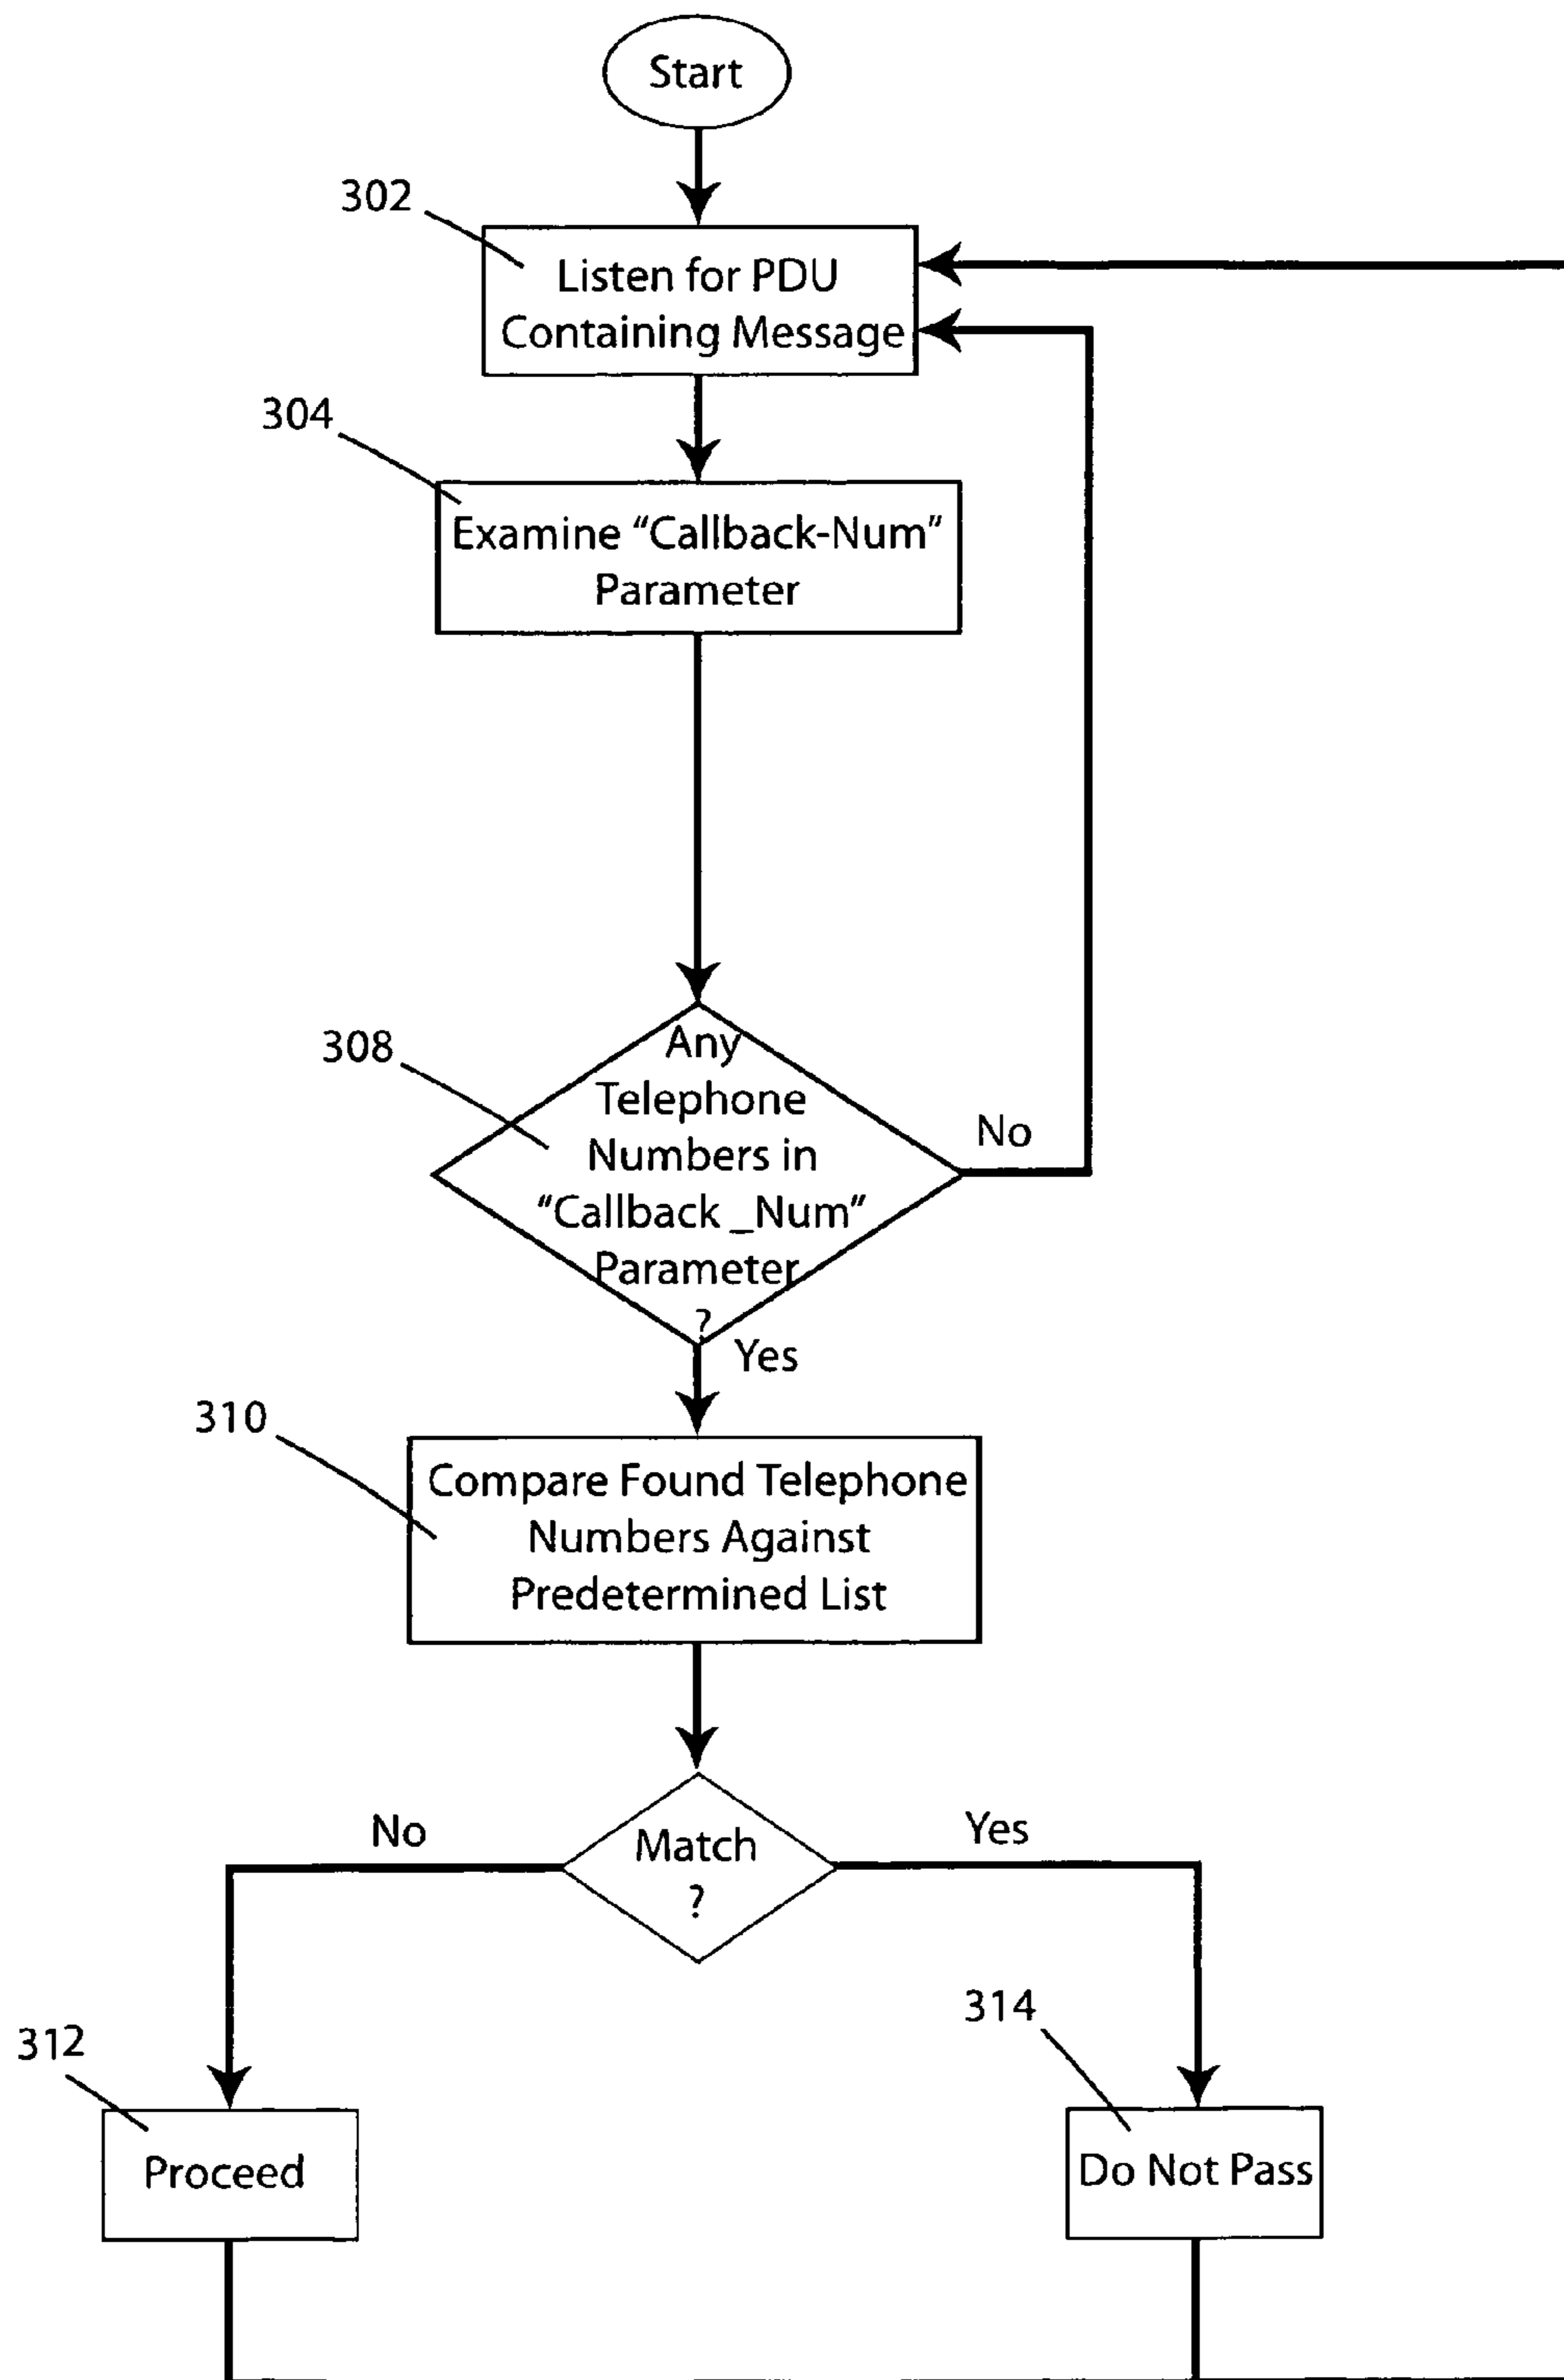 Start
302
Listen for PDU
Containing Message
304
Examine “Callback-Num”
Parameter
308
Any
Telephone
Numbers in
“Callback _Num”
Parameter
?
No
Yes
310
Compare Found Telephone
Numbers Against
Predetermined List
No
Match
?
Yes
312
Proceed
314
Do Not Pass